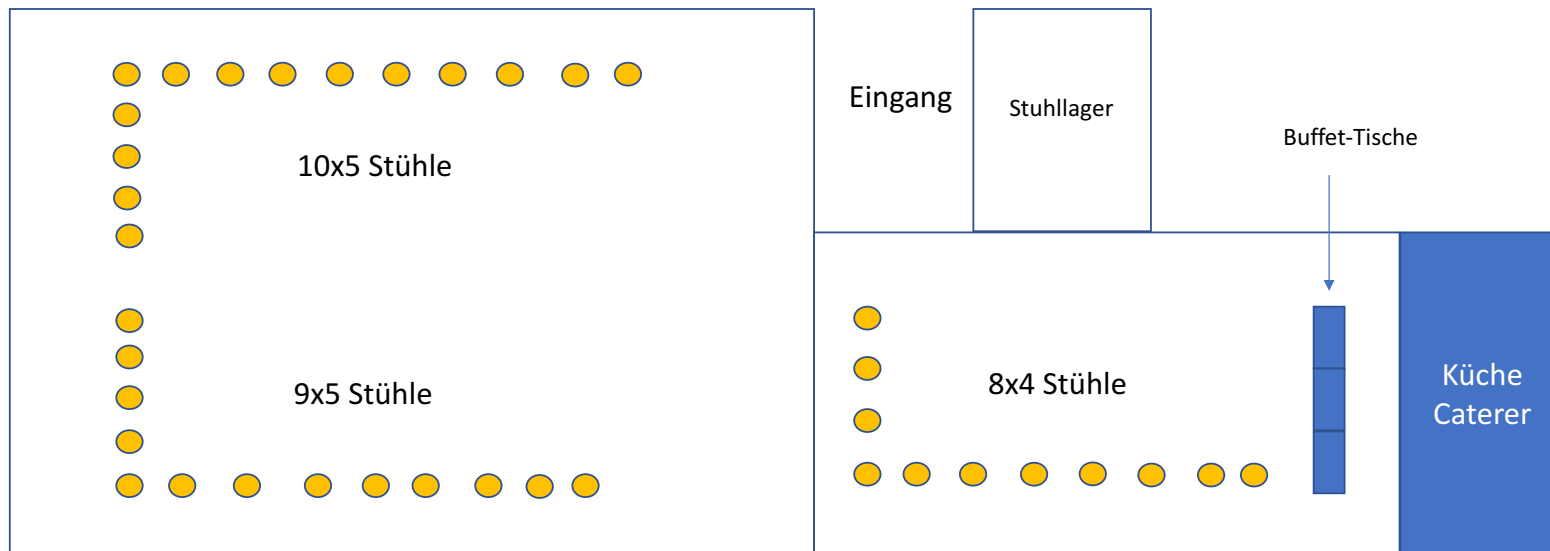 Eingang
Stuhllager
Buffet-Tische
10x5 Stühle
9x5 Stühle
8x4 Stühle
Küche
Caterer